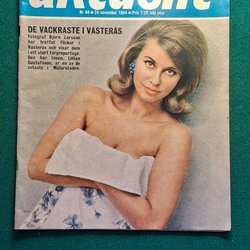 aktuellt
Nr 48 • 26 november 1964 • Pris 1:25 inkl oms
DE VACKRASTE I VÄSTERÅS
Fotograf Björn Larsson
har träffat flickor i
Västerås och visar dem
i ett stort färgreportage.
Den här tösen, Lillian
Gustafsson, är en av de
sötaste i Mälarstaden.